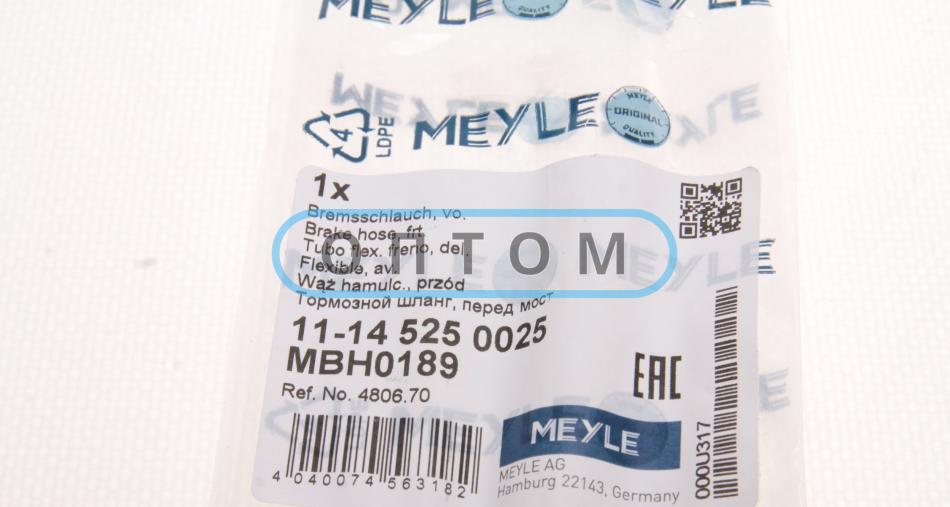 MEYLE
QUALITY
4
LDPE
MEYLE
MEYLE
ORIGINAL
QUALITY
1x
Bremsschlauch, vo.
Brake hose, frt.
Tubo flex. freno, del.
Flexible, av.
Wąż hamulc., przód
Тормозной шланг, перед мост
ОПТОМ
11-14 525 0025
MBH0189
Ref. No. 4806.70
EAC
4 040074 563182
MEYLE
MEYLE AG
Hamburg 22143, Germany
000U317